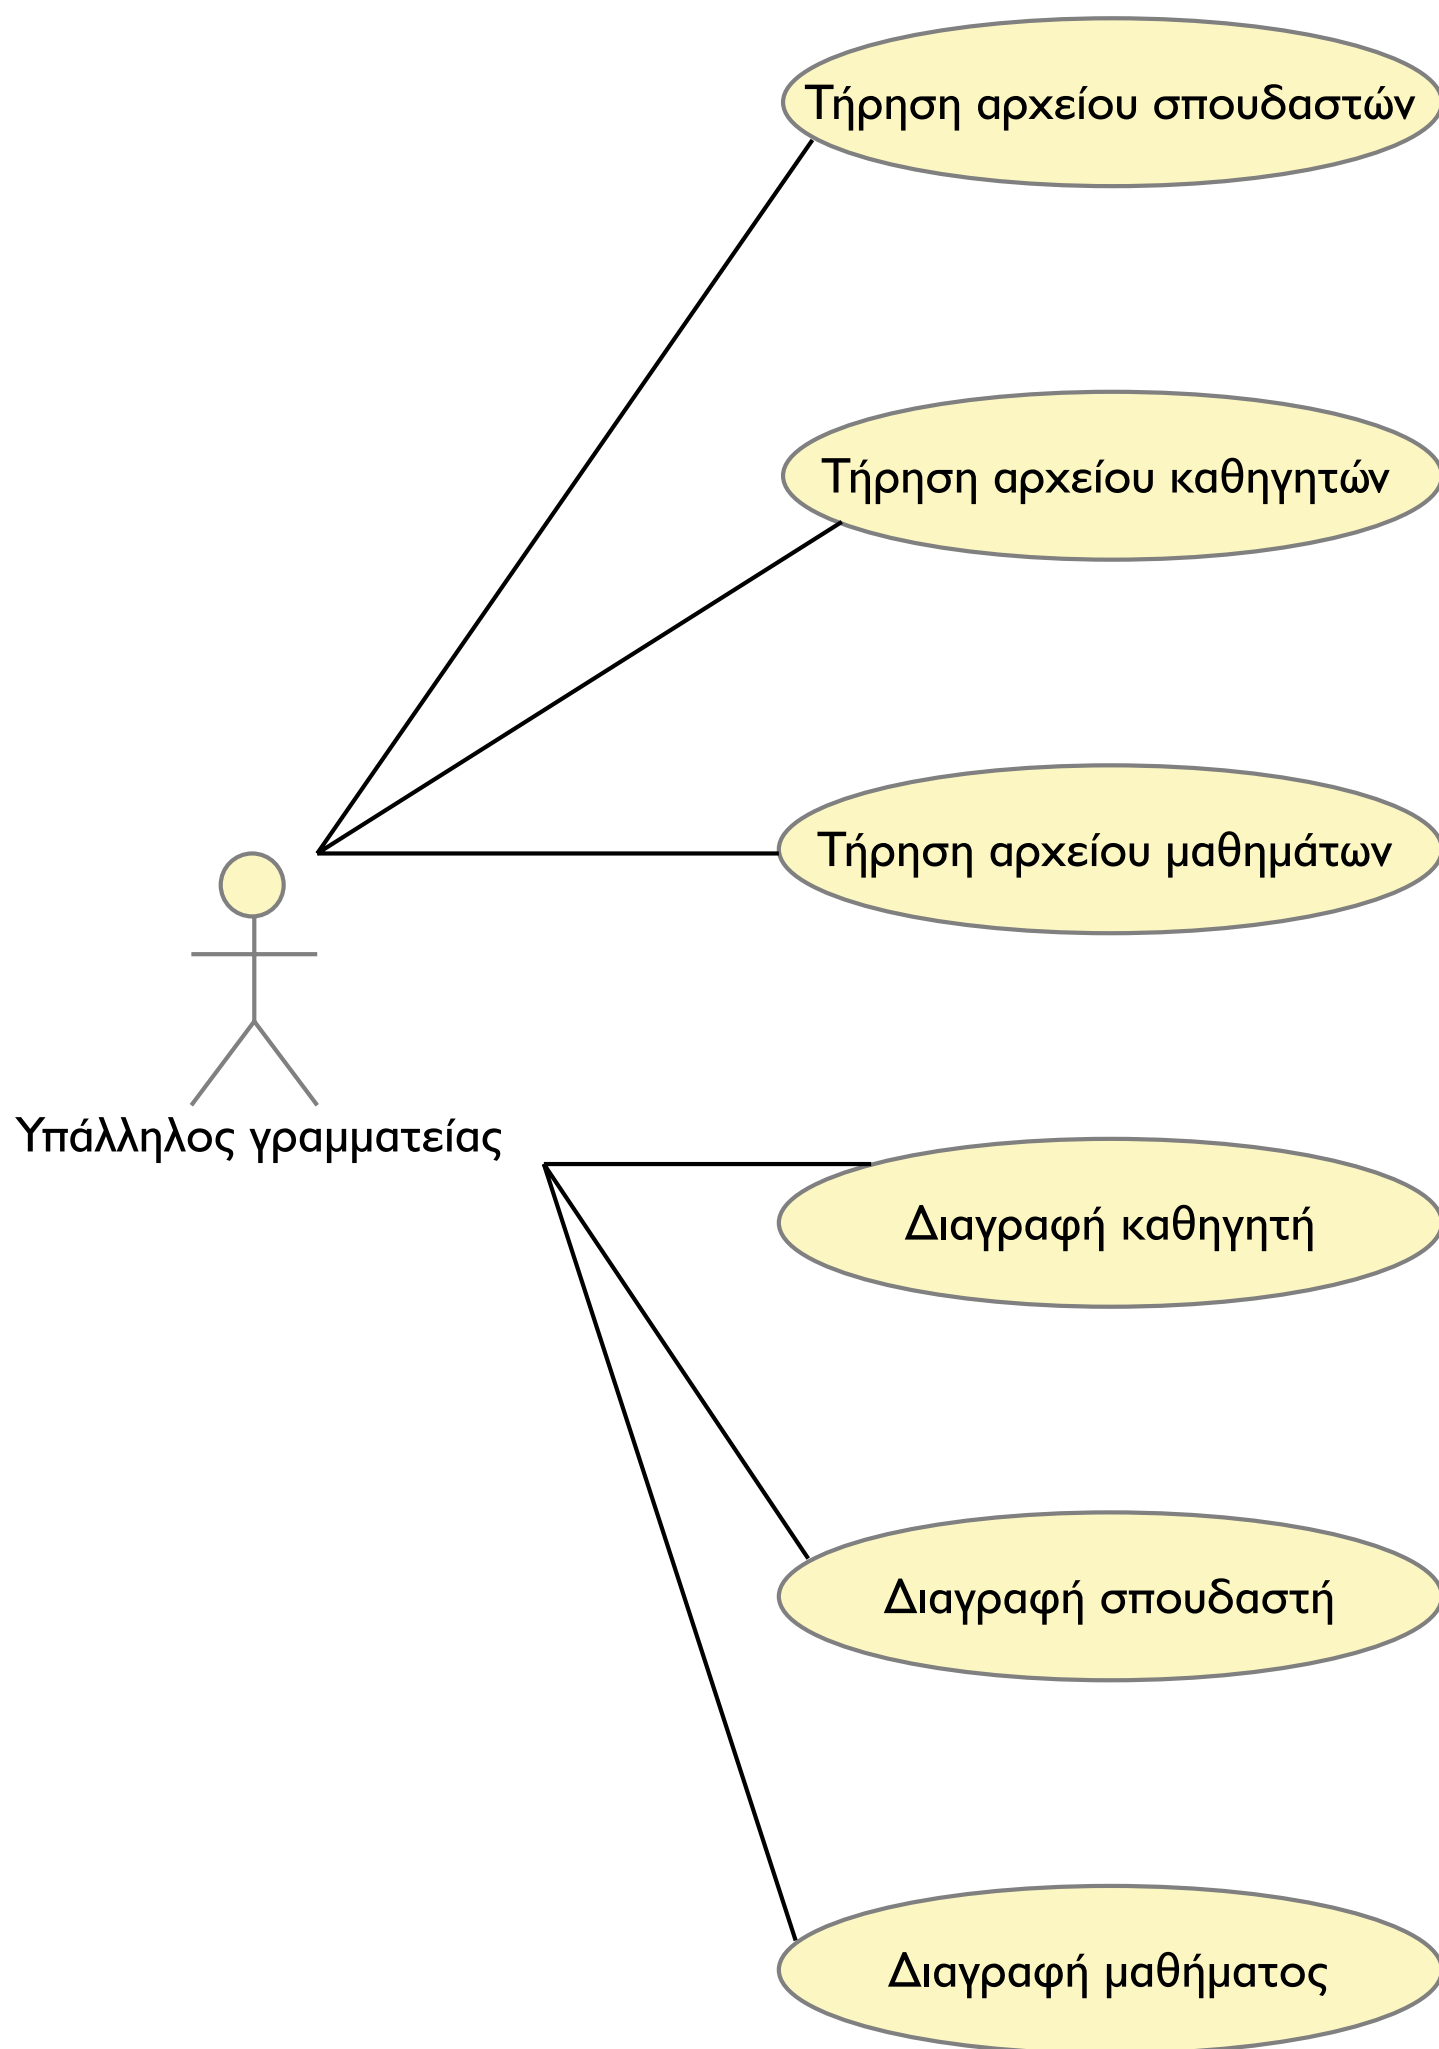 Τήρηση αρχείου σπουδαστών
Τήρηση αρχείου καθηγητών
Τήρηση αρχείου μαθημάτων
Υπάλληλος γραμματείας
Διαγραφή καθηγητή
Διαγραφή σπουδαστή
Διαγραφή μαθήματος